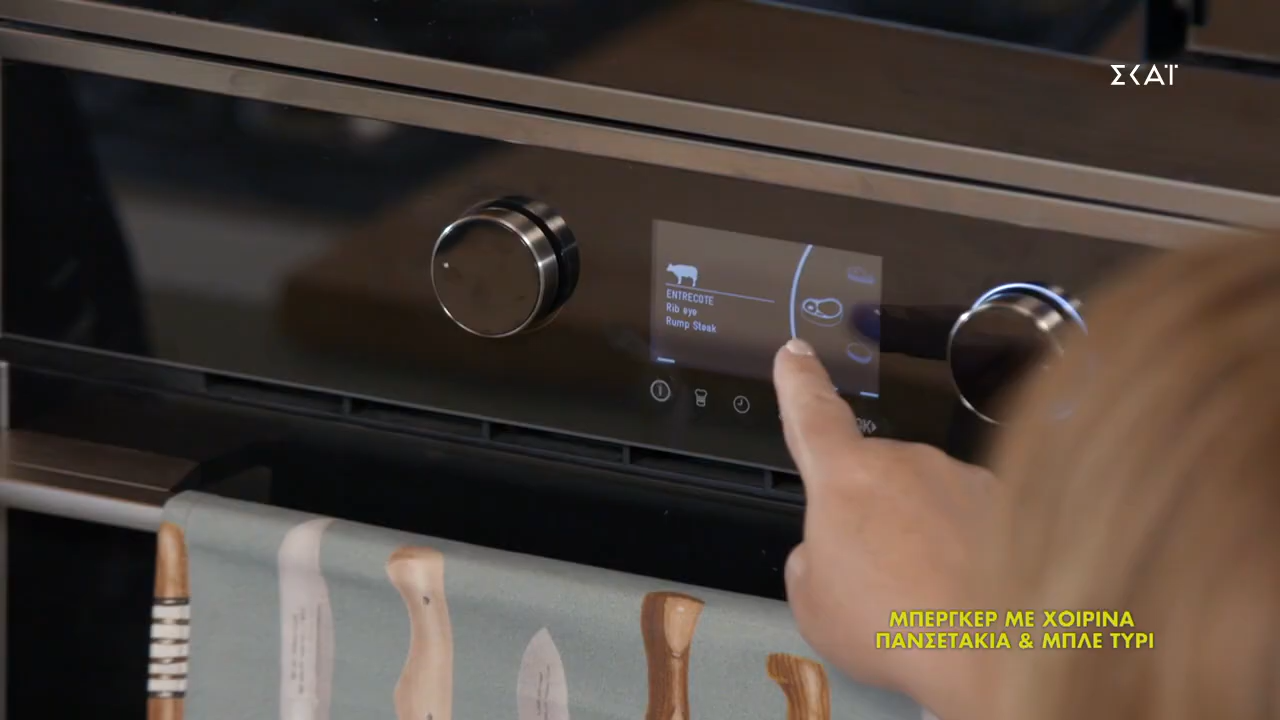 ΣΚΑΪ
ENTRECOTE
Rib eye
Rump Steak
ΜΠΕΡΓΚΕΡ ΜΕ ΧΟΙΡΙΝΑ
ΠΑΝΣΕΤΑΚΙΑ & ΜΠΛΕ ΤΥΡΙ